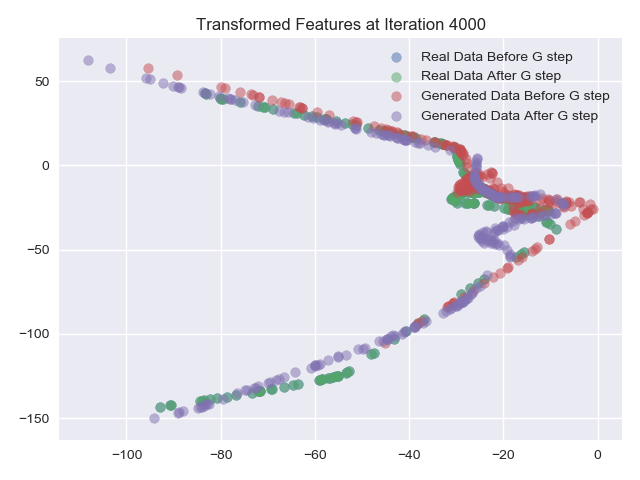 Transformed Features at Iteration 4000
Real Data Before G step
Real Data After G step
Generated Data Before G step
Generated Data After G step
50
0
−50
−100
−150
−100
−80
−60
−40
−20
0